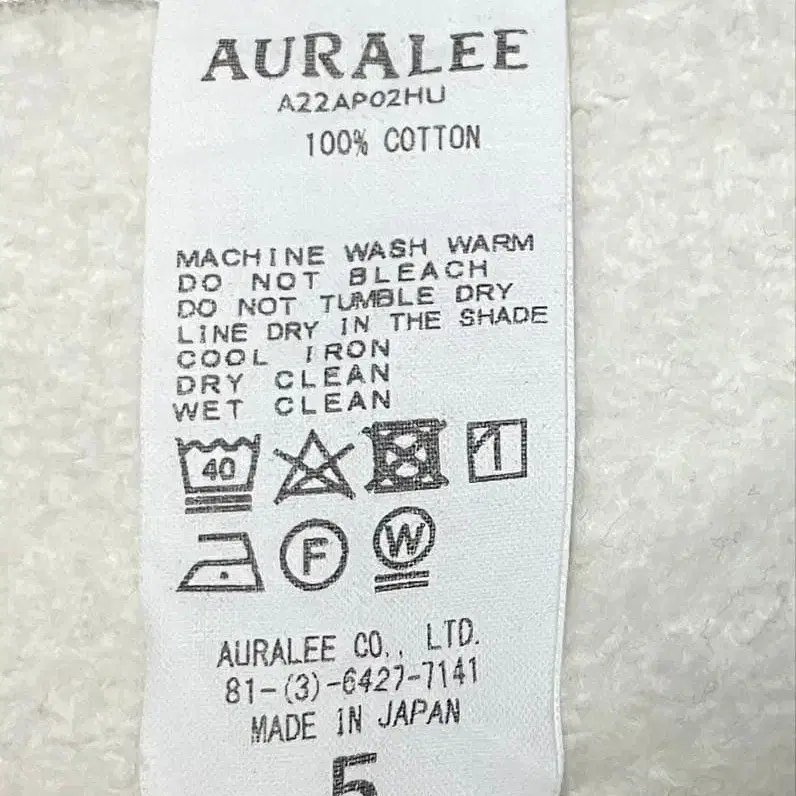 AURALEE
A22AP02HU
100% COTTON
MACHINE WASH WARM
DO NOT BLEACH
DO NOT TUMBLE DRY
LINE DRY IN THE SHADE
COOL IRON
DRY CLEAN
WET CLEAN
40
F W
AURALEE CO., LTD.
81-(3)-6427-7141
MADE IN JAPAN
5